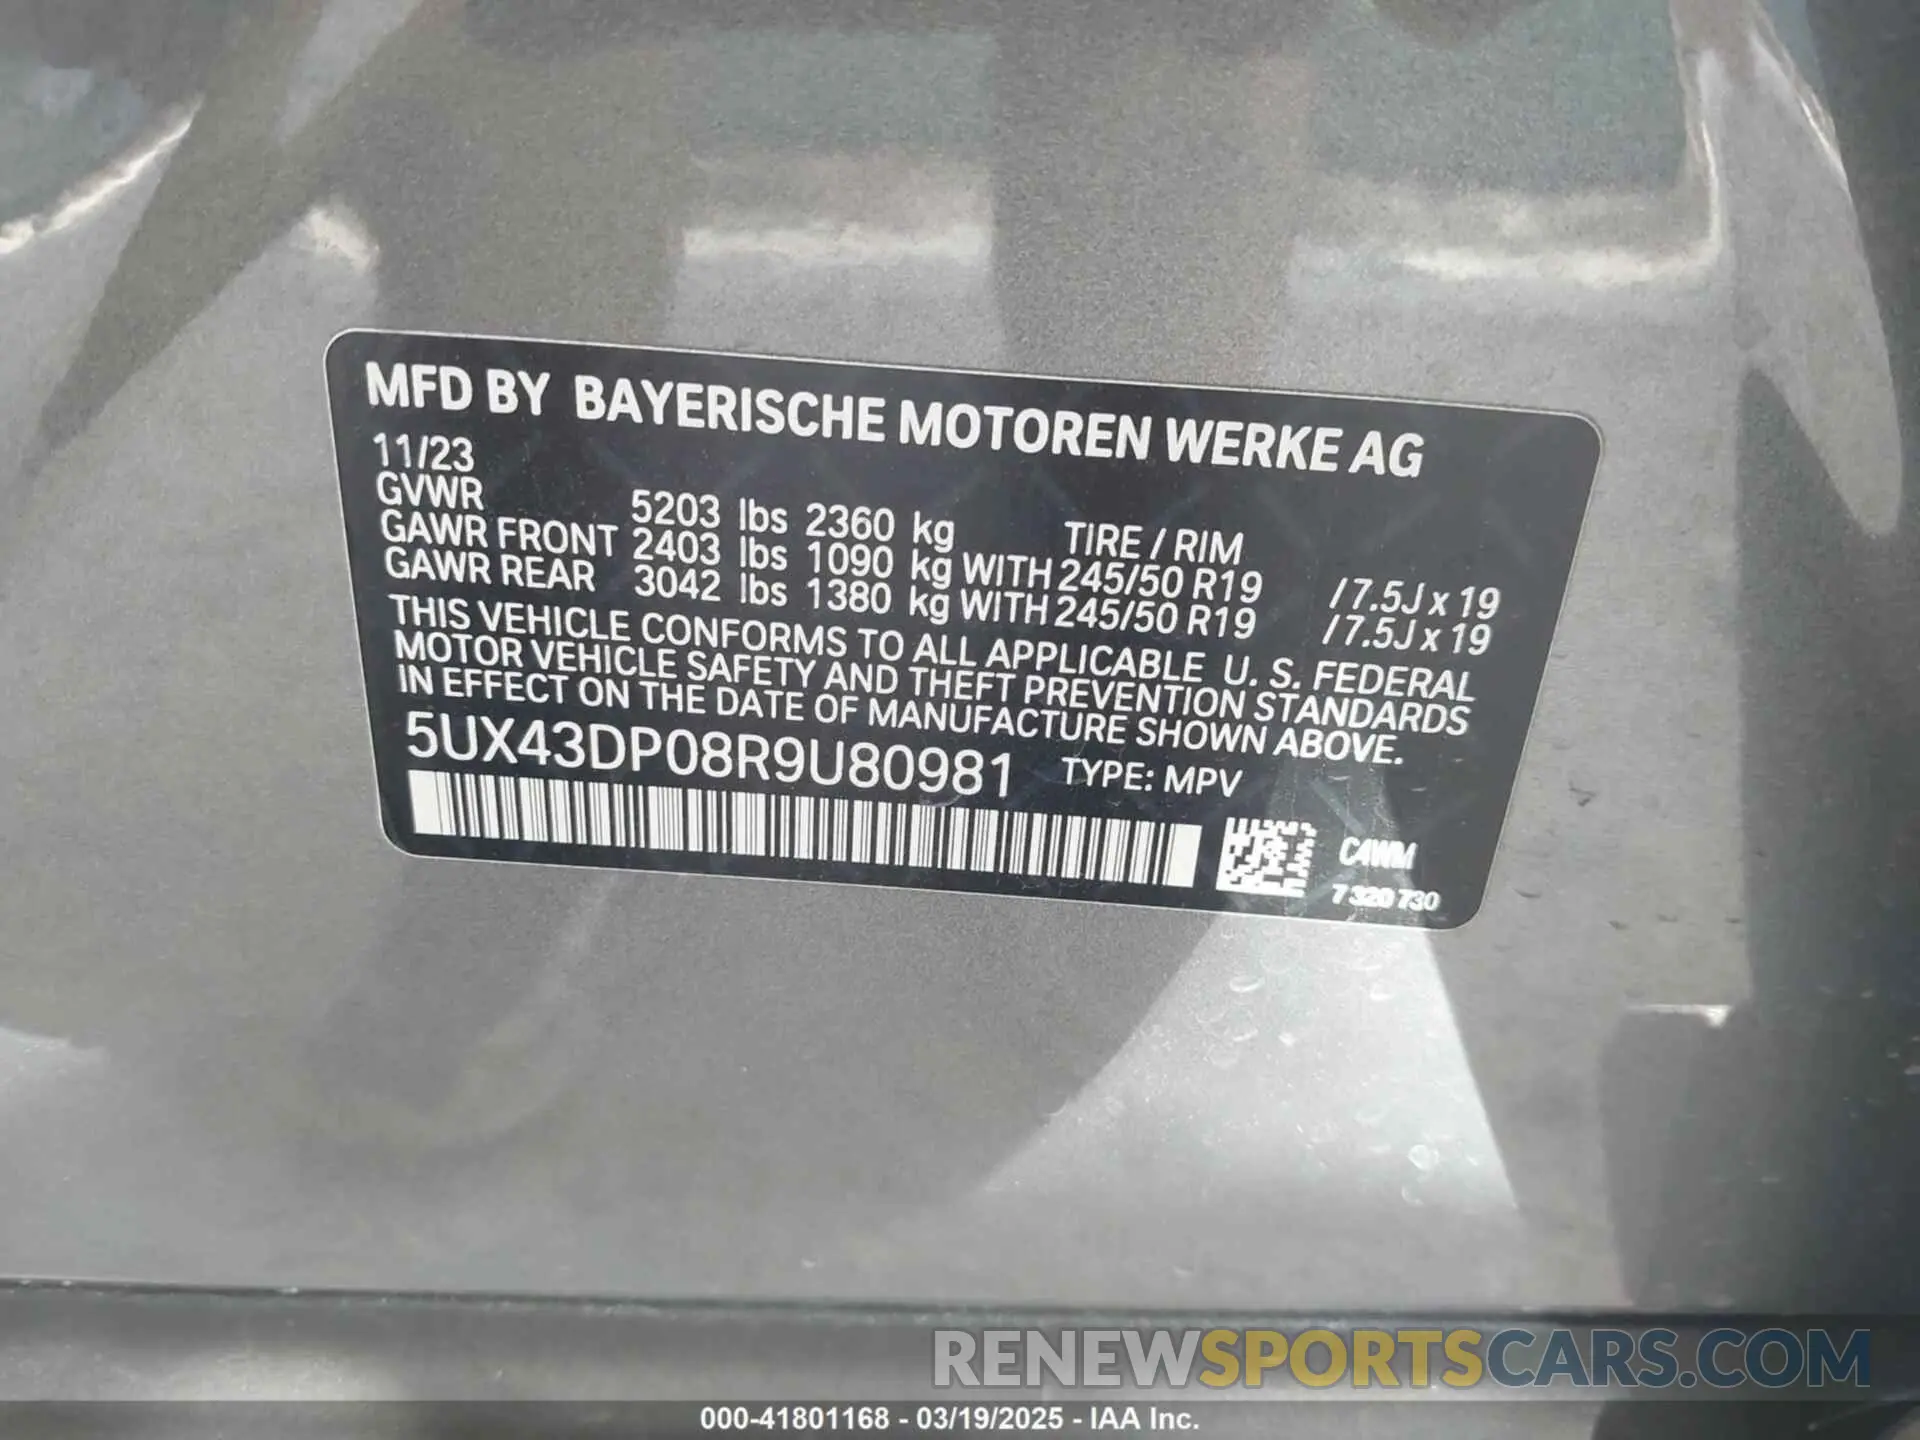 MFD BY BAYERISCHE MOTOREN WERKE AG
11/23
GVWR 5203 lbs 2360 kg TIRE / RIM
GAWR FRONT 2403 lbs 1090 kg WITH 245/50 R19 / 7.5J x 19
GAWR REAR 3042 lbs 1380 kg WITH 245/50 R19 / 7.5J x 19
THIS VEHICLE CONFORMS TO ALL APPLICABLE U. S. FEDERAL
MOTOR VEHICLE SAFETY AND THEFT PREVENTION STANDARDS
IN EFFECT ON THE DATE OF MANUFACTURE SHOWN ABOVE.
5UX43DP08R9U80981 TYPE: MPV
C4WM
7 320 730
RENEWSPORTSCARS.COM
000-41801168 - 03/19/2025 - IAA Inc.